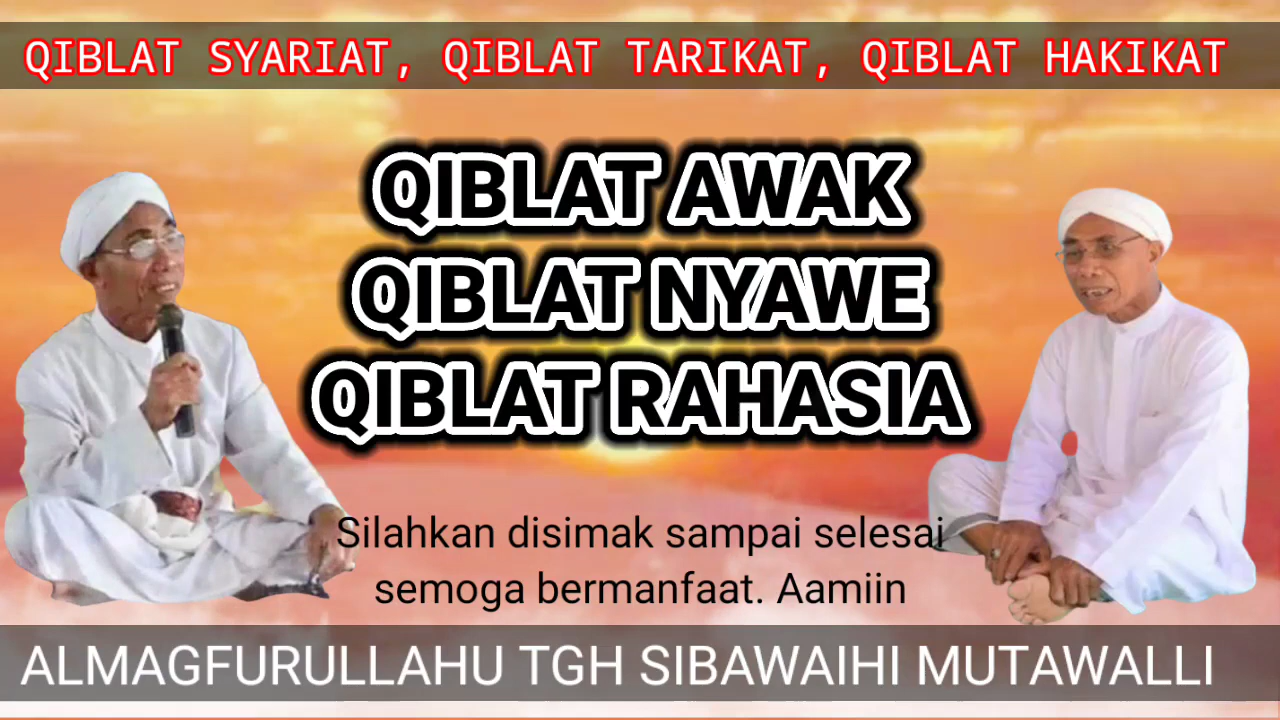 QIBLAT SYARIAT, QIBLAT TARIKAT, QIBLAT HAKIKAT
QIBLAT AWAK
QIBLAT NYAWE
QIBLAT RAHASIA
Silahkan disimak sampai selesai
semoga bermanfaat. Aamiin
ALMAGFURULLAHU TGH SIBAWAIHI MUTAWALLI